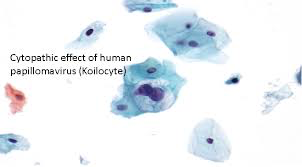 Cytopathic effect of human
papillomavirus (Koilocyte)